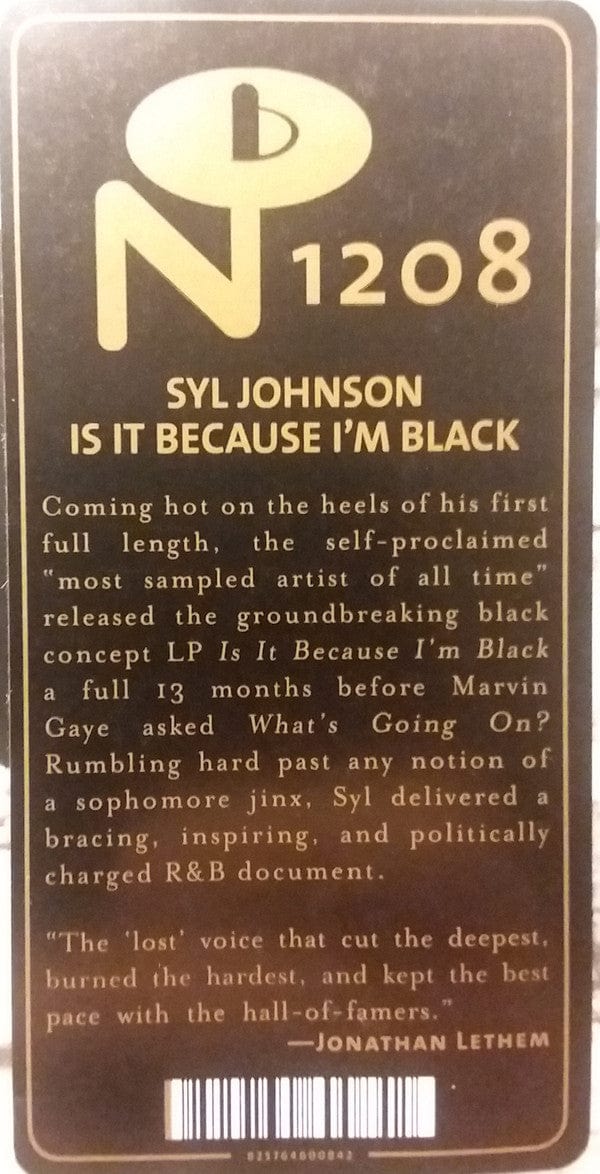 N 1208
SYL JOHNSON
IS IT BECAUSE I'M BLACK
Coming hot on the heels of his first
full length, the self-proclaimed
"most sampled artist of all time"
released the groundbreaking black
concept LP Is It Because I'm Black
a full 13 months before Marvin
Gaye asked What's Going On?
Rumbling hard past any notion of
a sophomore jinx, Syl delivered a
bracing, inspiring, and politically
charged R&B document.
"The 'lost' voice that cut the deepest,
burned the hardest, and kept the best
pace with the hall-of-famers."
—JONATHAN LETHEM